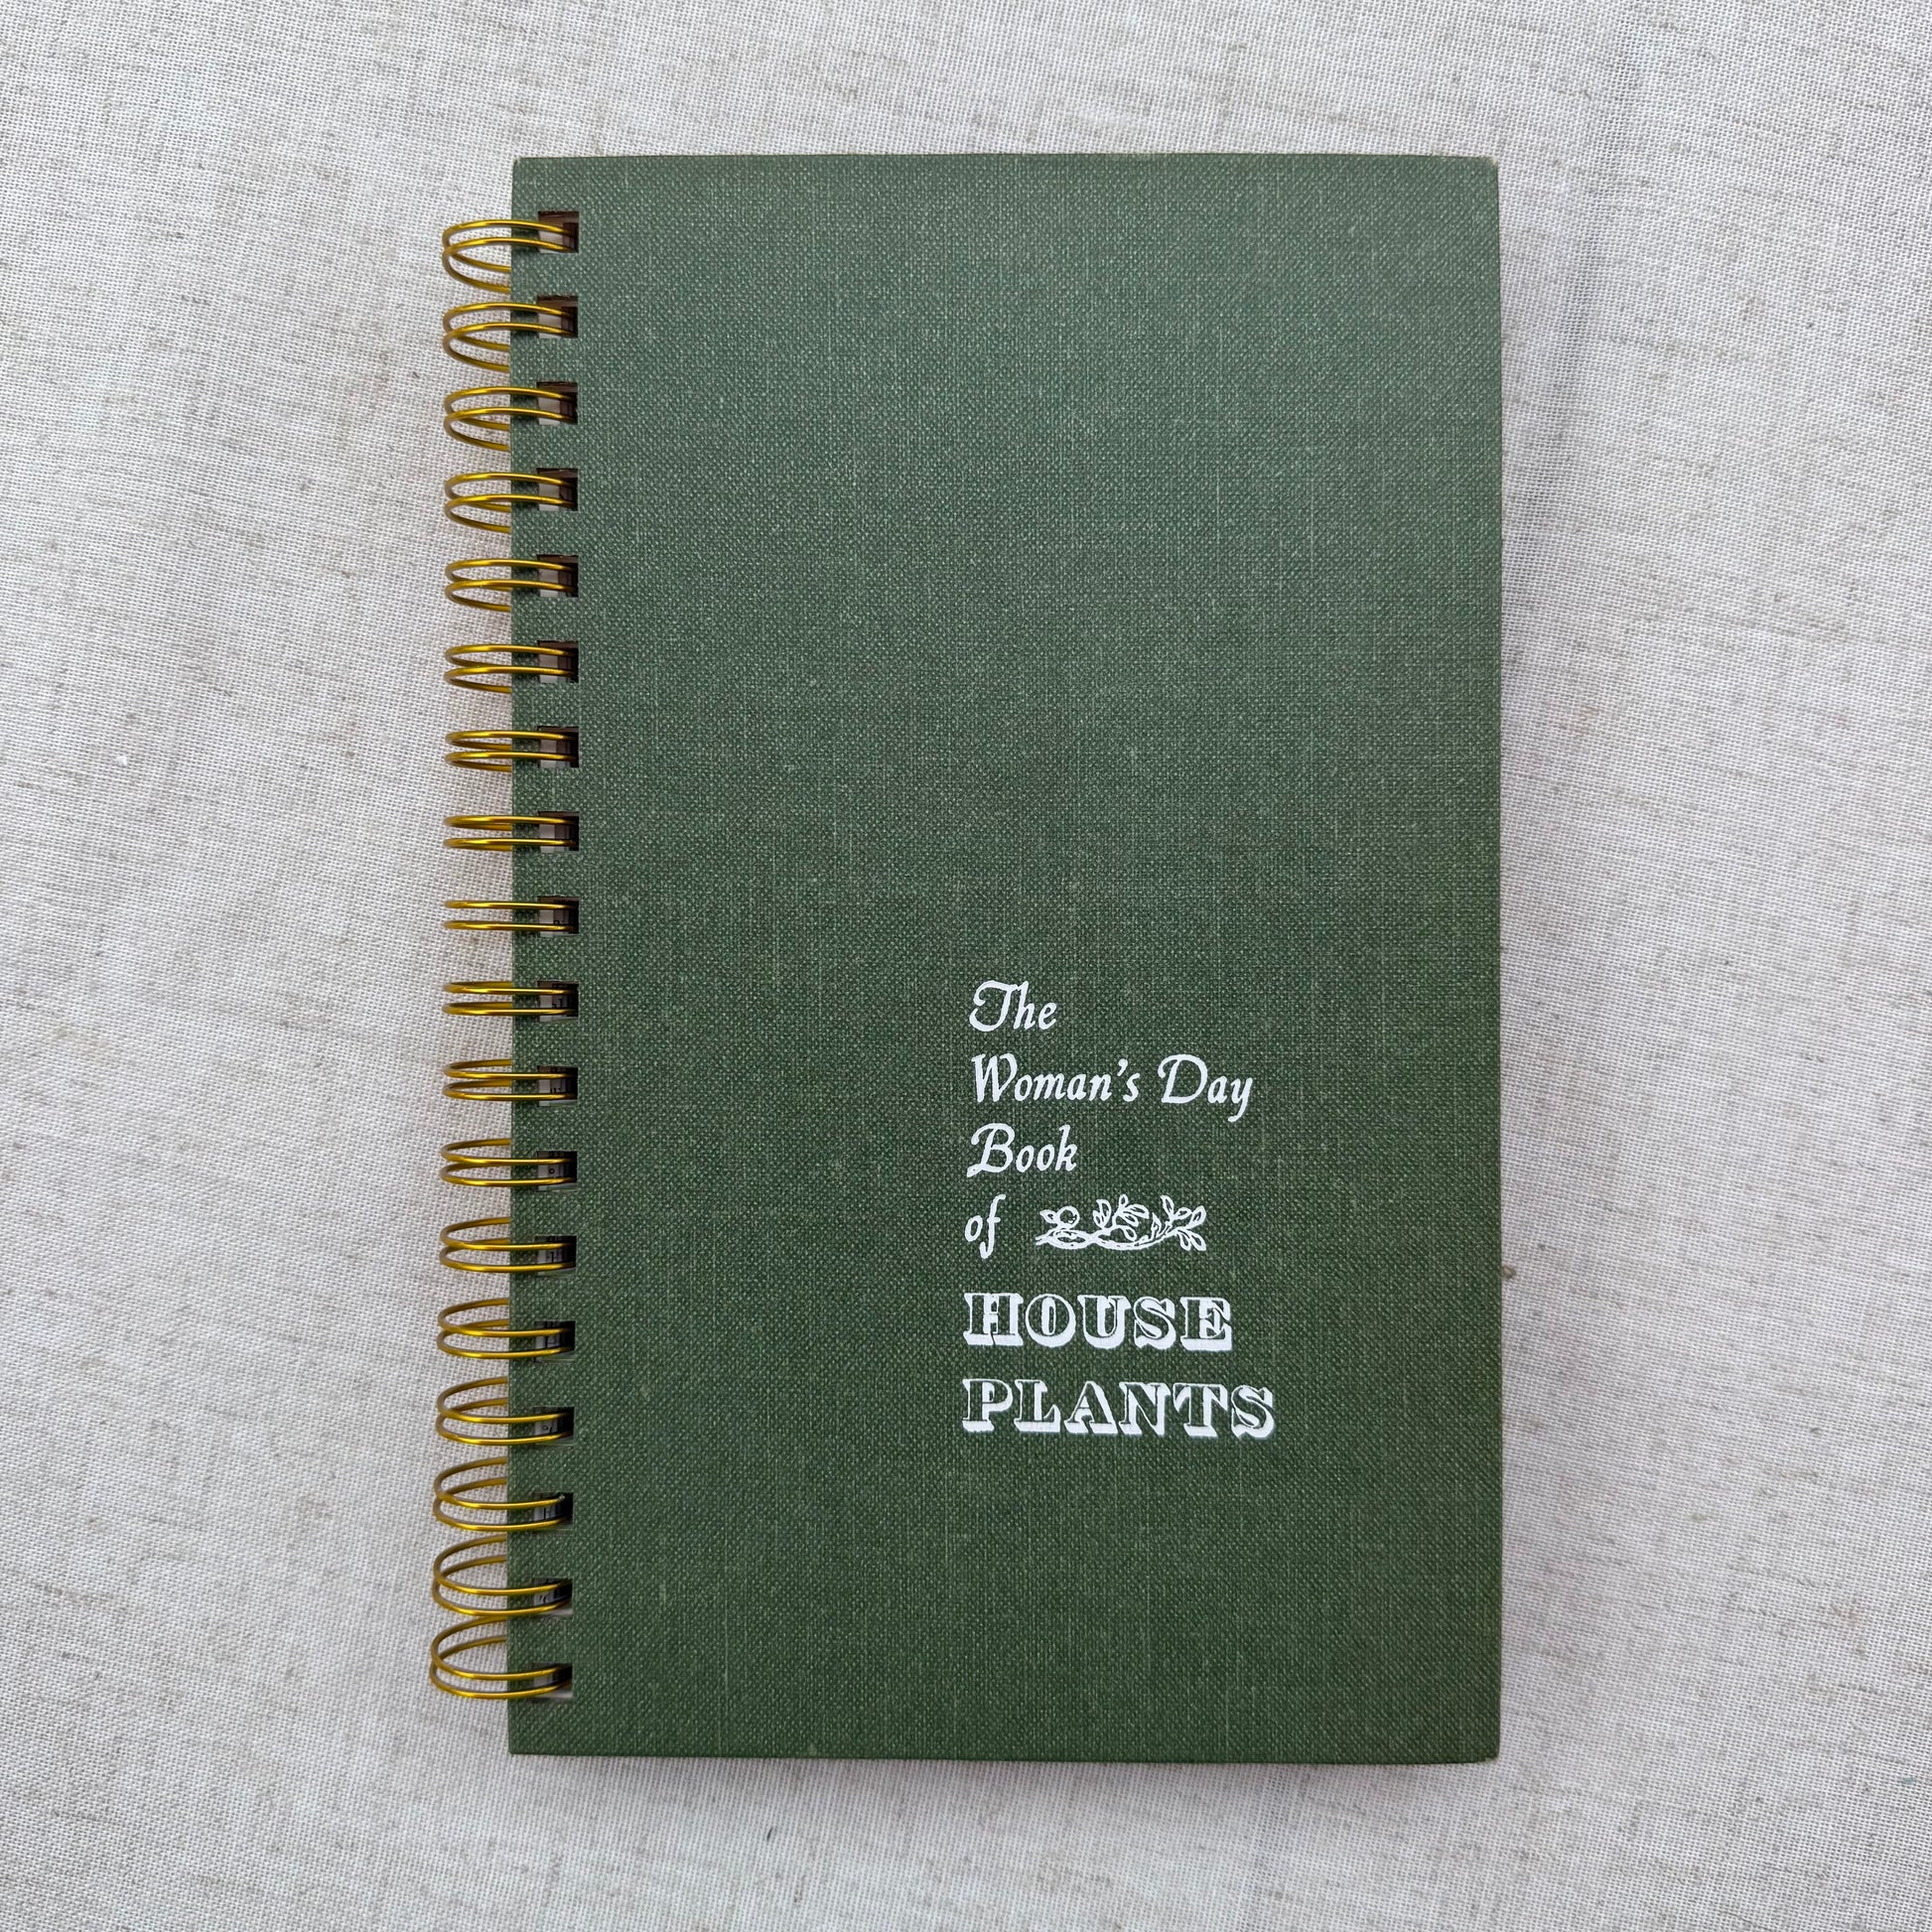 The
Woman's Day
Book
of
HOUSE
PLANTS